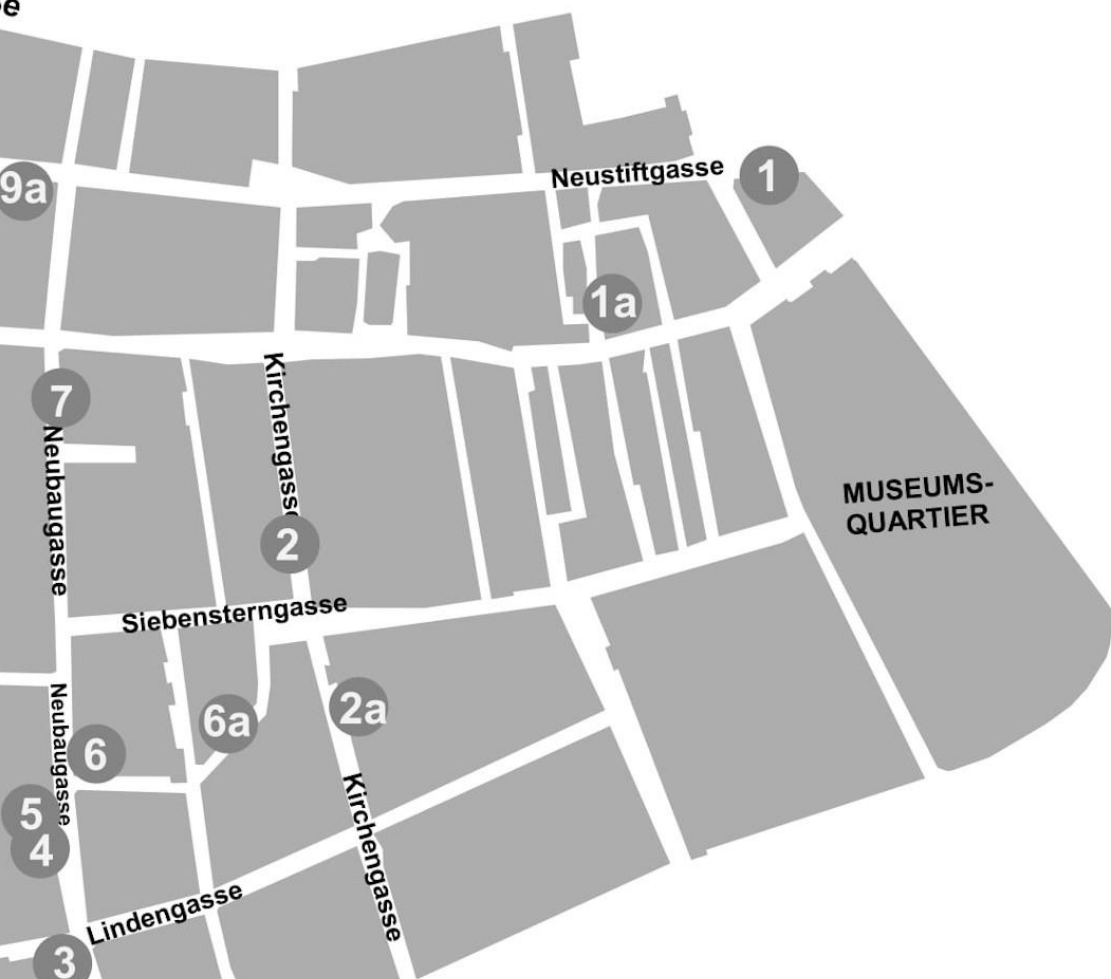 e
Neustiftgasse
1
9a
1a
Kirchengasse
7
Neubaugasse
MUSEUMS-
QUARTIER
2
Siebensterngasse
Neubaugasse
2a
6a
6
Kirchengasse
5
4
Lindengasse
3